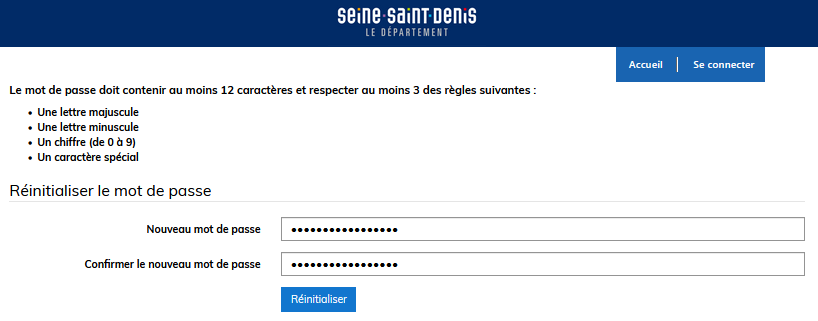 seine·saint·denis
LE DÉPARTEMENT
Accueil Se connecter
Le mot de passe doit contenir au moins 12 caractères et respecter au moins 3 des règles suivantes :
• Une lettre majuscule
• Une lettre minuscule
• Un chiffre (de 0 à 9)
• Un caractère spécial
Réinitialiser le mot de passe
Nouveau mot de passe •••••••••••••••••
Confirmer le nouveau mot de passe •••••••••••••••••
Réinitialiser